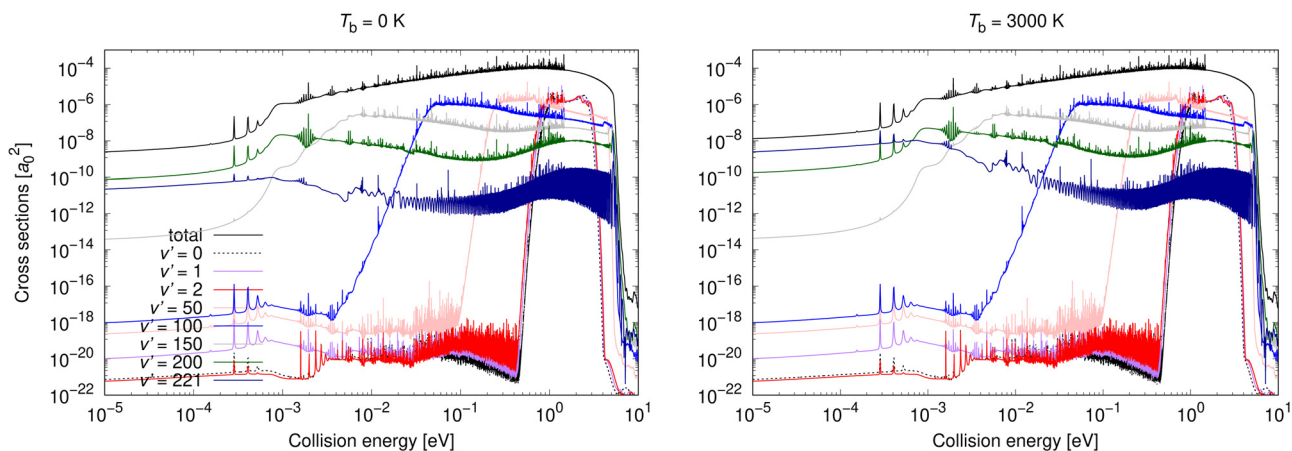 T_b = 0 K
Cross sections [a_0^2]
10^-4
10^-6
10^-8
10^-10
10^-12
10^-14
10^-16
10^-18
10^-20
10^-22
total
v' = 0
v' = 1
v' = 2
v' = 50
v' = 100
v' = 150
v' = 200
v' = 221
10^-5 10^-4 10^-3 10^-2 10^-1 10^0 10^1
Collision energy [eV]
T_b = 3000 K
10^-4
10^-6
10^-8
10^-10
10^-12
10^-14
10^-16
10^-18
10^-20
10^-22
10^-5 10^-4 10^-3 10^-2 10^-1 10^0 10^1
Collision energy [eV]